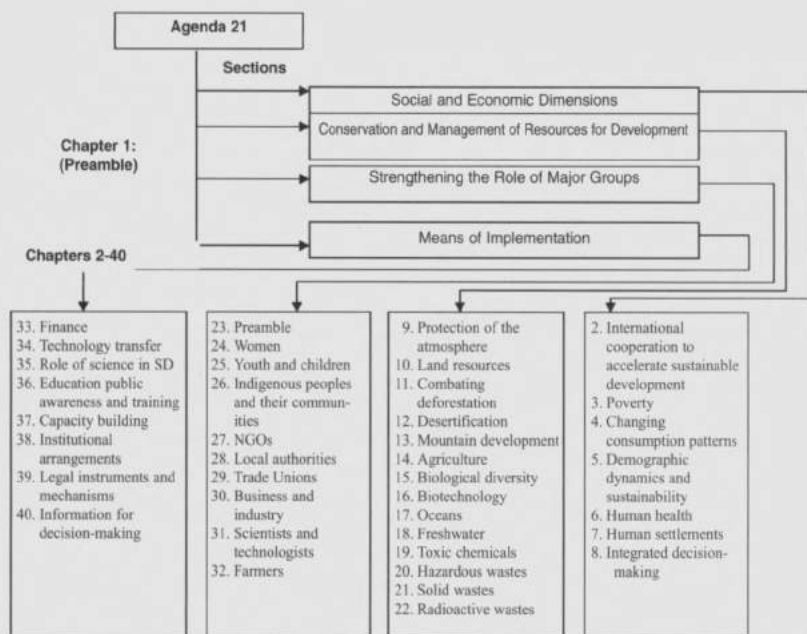 Agenda 21
Sections
Social and Economic Dimensions
Conservation and Management of Resources for Development
Chapter 1:
(Preamble)
Strengthening the Role of Major Groups
Means of Implementation
Chapters 2-40
33. Finance
34. Technology transfer
35. Role of science in SD
36. Education public
awareness and training
37. Capacity building
38. Institutional
arrangements
39. Legal instruments and
mechanisms
40. Information for
decision-making
23. Preamble
24. Women
25. Youth and children
26. Indigenous peoples
and their commun-
ities
27. NGOs
28. Local authorities
29. Trade Unions
30. Business and
industry
31. Scientists and
technologists
32. Farmers
9. Protection of the
atmosphere
10. Land resources
11. Combating
deforestation
12. Desertification
13. Mountain development
14. Agriculture
15. Biological diversity
16. Biotechnology
17. Oceans
18. Freshwater
19. Toxic chemicals
20. Hazardous wastes
21. Solid wastes
22. Radioactive wastes
2. International
cooperation to
accelerate sustainable
development
3. Poverty
4. Changing
consumption patterns
5. Demographic
dynamics and
sustainability
6. Human health
7. Human settlements
8. Integrated decision-
making